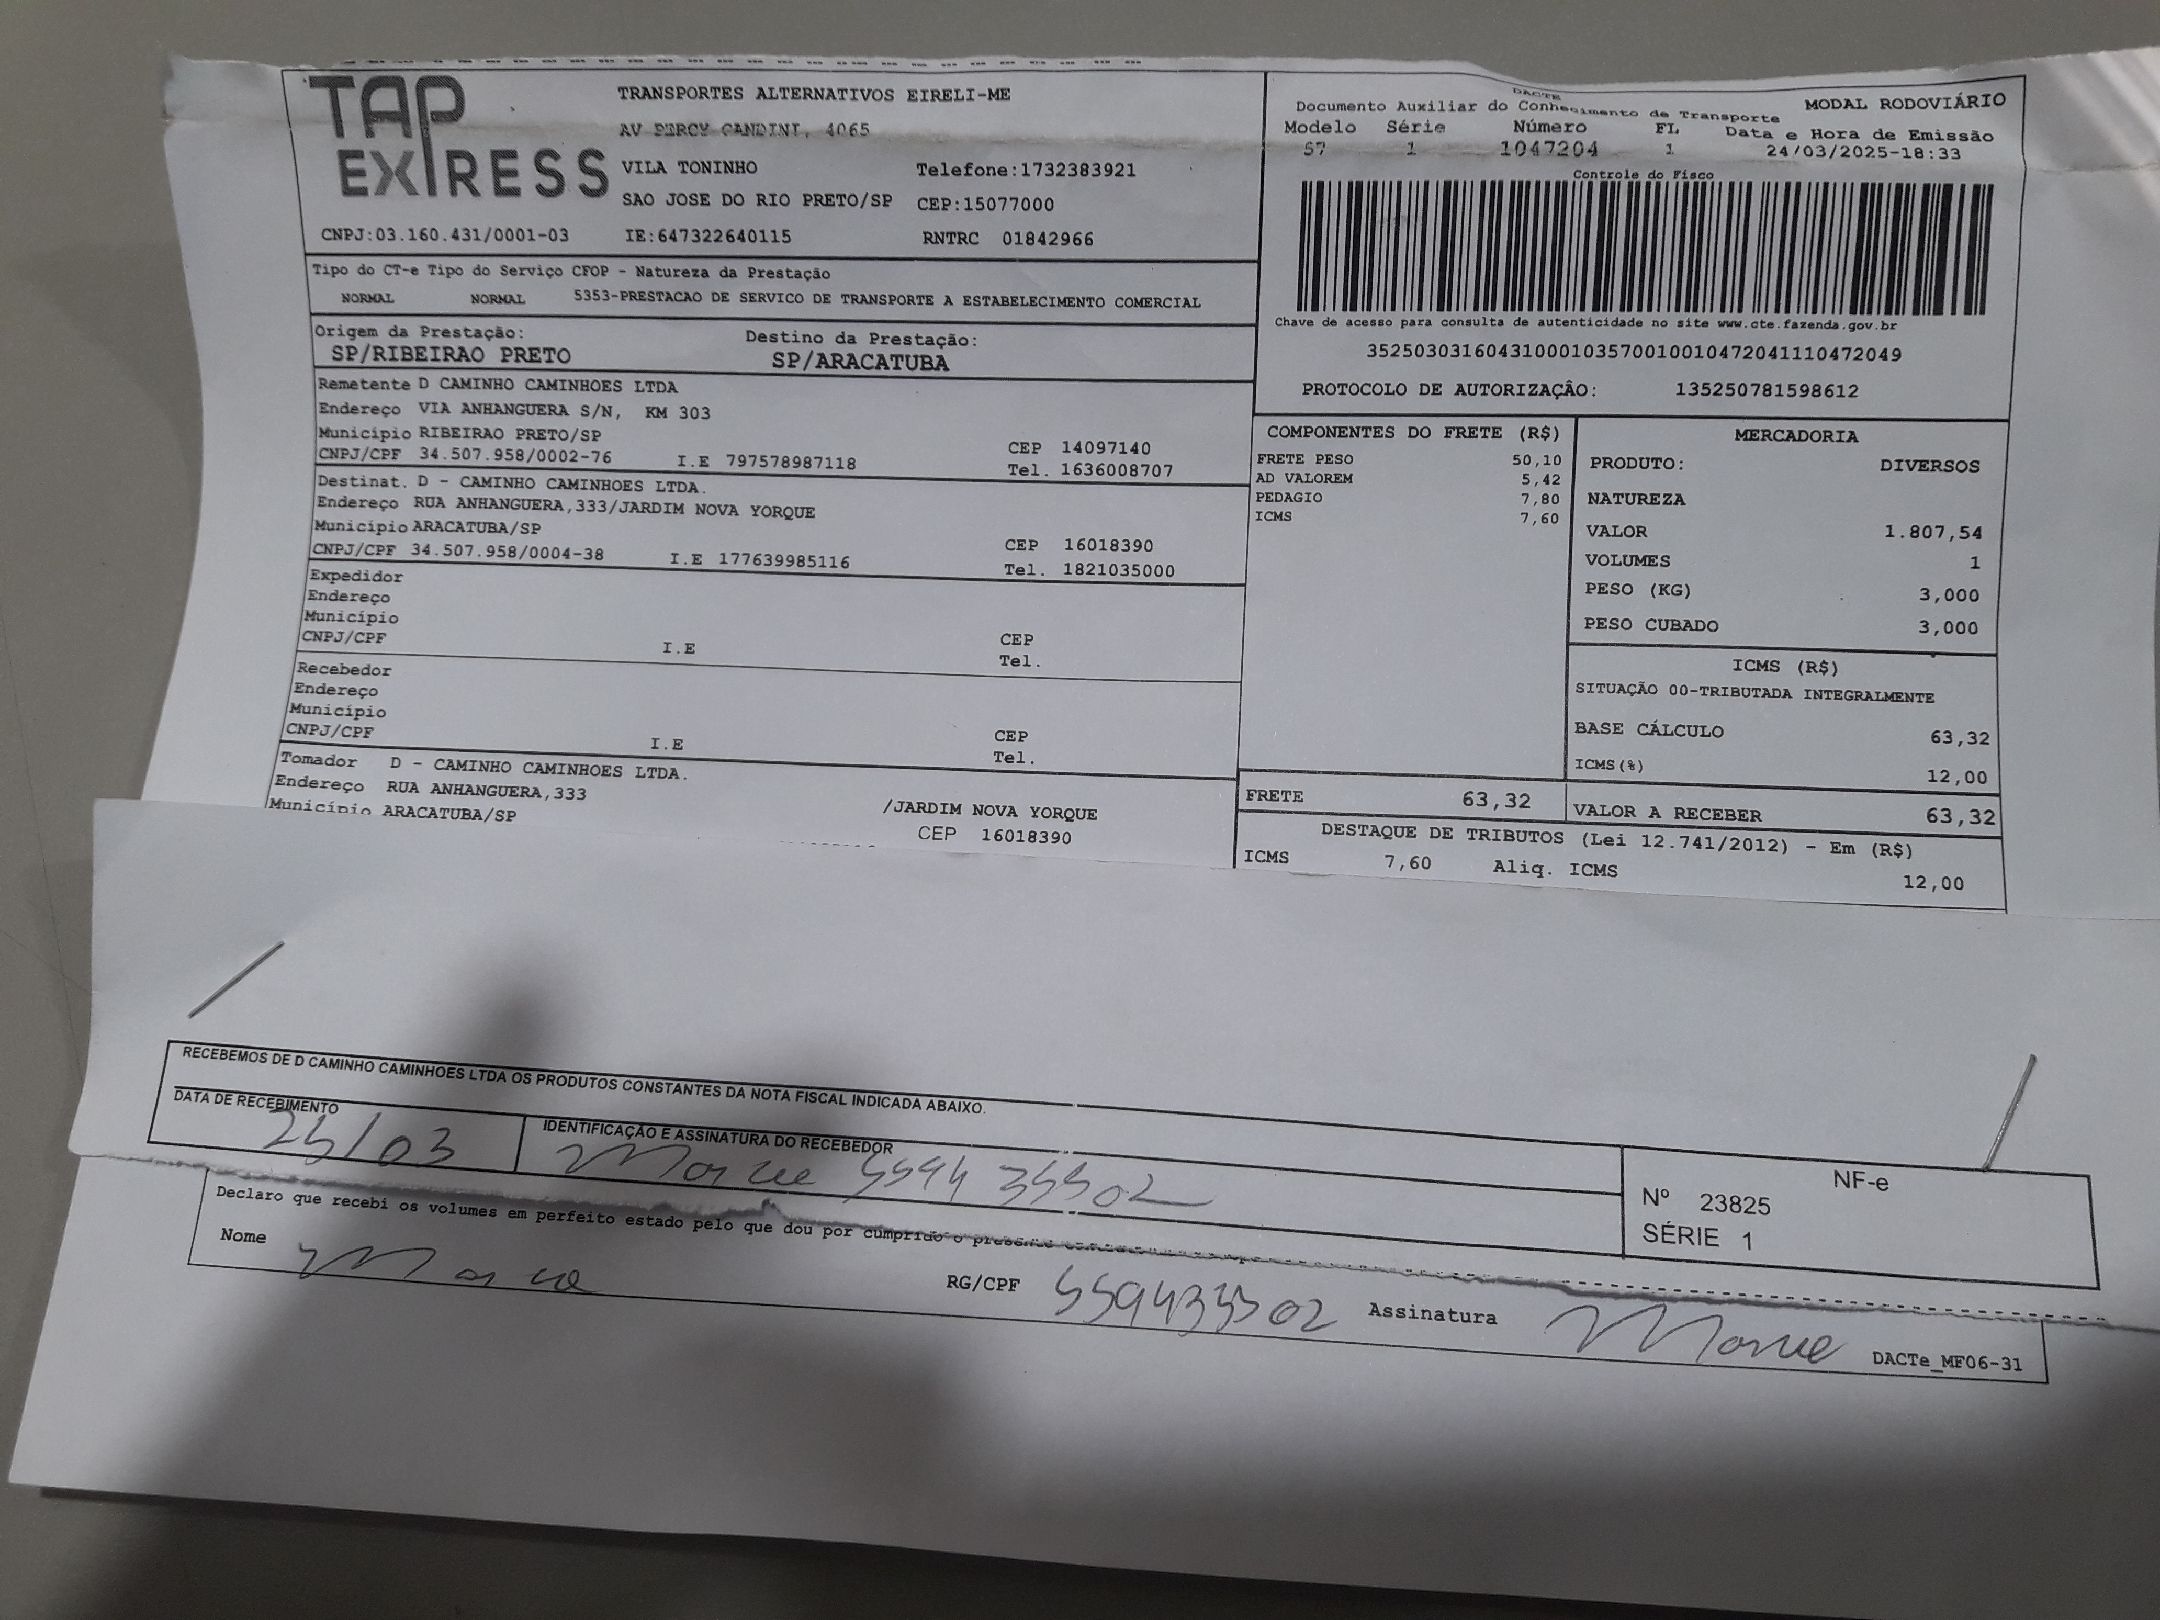 TAP EXPRESS
TRANSPORTES ALTERNATIVOS EIRELI-ME
AV PERCY GANDINI, 4065
VILA TONINHO Telefone:1732383921
SAO JOSE DO RIO PRETO/SP CEP:15077000
CNPJ:03.160.431/0001-03 IE:647322640115 RNTRC 01842966
DACTE MODAL RODOVIÁRIO
Documento Auxiliar do Conhecimento de Transporte
Modelo Série Número FL Data e Hora de Emissão
57 1 1047204 1 24/03/2025-18:33
Controle do Fisco
Chave de acesso para consulta de autenticidade no site www.cte.fazenda.gov.br
35250303160431000103570010010472041110472049
PROTOCOLO DE AUTORIZAÇÂO: 135250781598612
Tipo do CT-e Tipo do Serviço CFOP - Natureza da Prestação
NORMAL NORMAL 5353-PRESTACAO DE SERVICO DE TRANSPORTE A ESTABELECIMENTO COMERCIAL
Origem da Prestação: Destino da Prestação:
SP/RIBEIRAO PRETO SP/ARACATUBA
Remetente D CAMINHO CAMINHOES LTDA
Endereço VIA ANHANGUERA S/N, KM 303
Município RIBEIRAO PRETO/SP CEP 14097140
CNPJ/CPF 34.507.958/0002-76 I.E 797578987118 Tel. 1636008707
Destinat. D - CAMINHO CAMINHOES LTDA.
Endereço RUA ANHANGUERA,333/JARDIM NOVA YORQUE
Município ARACATUBA/SP CEP 16018390
CNPJ/CPF 34.507.958/0004-38 I.E 177639985116 Tel. 1821035000
Expedidor
Endereço
Município CEP
CNPJ/CPF I.E Tel.
Recebedor
Endereço
Município CEP
CNPJ/CPF I.E Tel.
Tomador D - CAMINHO CAMINHOES LTDA.
Endereço RUA ANHANGUERA,333 /JARDIM NOVA YORQUE
Município ARACATUBA/SP CEP 16018390
COMPONENTES DO FRETE (R$)
FRETE PESO 50,10
AD VALOREM 5,42
PEDAGIO 7,80
ICMS 7,60
MERCADORIA
PRODUTO: DIVERSOS
NATUREZA
VALOR 1.807,54
VOLUMES 1
PESO (KG) 3,000
PESO CUBADO 3,000
ICMS (R$)
SITUAÇÃO 00-TRIBUTADA INTEGRALMENTE
BASE CÁLCULO 63,32
ICMS(%) 12,00
FRETE 63,32 VALOR A RECEBER 63,32
DESTAQUE DE TRIBUTOS (Lei 12.741/2012) - Em (R$)
ICMS 7,60 Aliq. ICMS 12,00
RECEBEMOS DE D CAMINHO CAMINHOES LTDA OS PRODUTOS CONSTANTES DA NOTA FISCAL INDICADA ABAIXO.
DATA DE RECEBIMENTO IDENTIFICAÇÃO E ASSINATURA DO RECEBEDOR
25/03
NF-e
Nº 23825
SÉRIE 1
Declaro que recebi os volumes em perfeito estado pelo que dou por cumprido o presente
Nome RG/CPF 559435502 Assinatura
DACTe_MF06-31